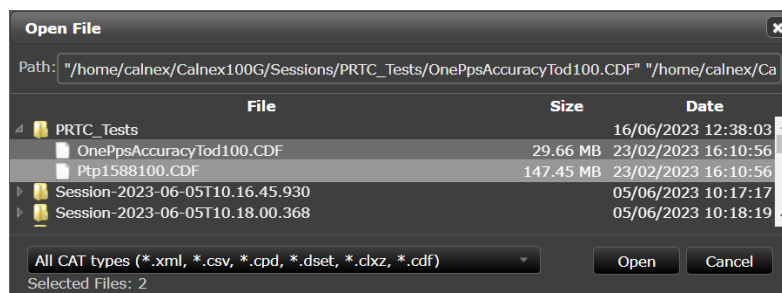 Open File
Path: "/home/calnex/Calnex100G/Sessions/PRTC_Tests/OnePpsAccuracyTod100.CDF" "/home/calnex/Ca
File Size Date
PRTC_Tests 16/06/2023 12:38:03
OnePpsAccuracyTod100.CDF 29.66 MB 23/02/2023 16:10:56
Ptp1588100.CDF 147.45 MB 23/02/2023 16:10:56
Session-2023-06-05T10.16.45.930 05/06/2023 10:17:17
Session-2023-06-05T10.18.00.368 05/06/2023 10:18:19
All CAT types (*.xml, *.csv, *.cpd, *.dset, *.clxz, *.cdf) Open Cancel
Selected Files: 2